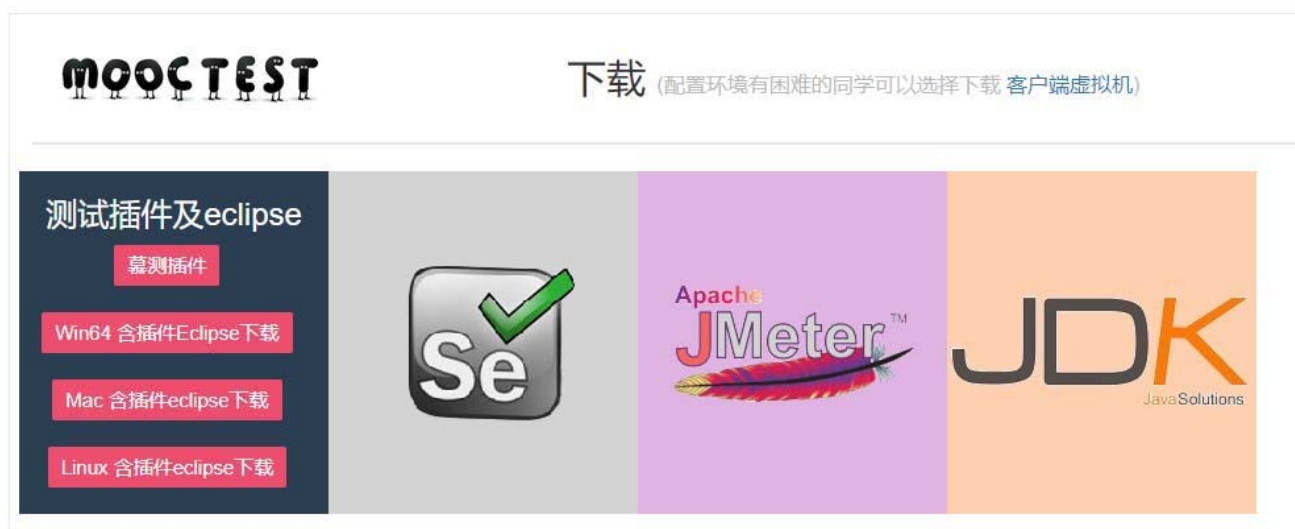 MOOCTEST
下载 (配置环境有困难的同学可以选择下载 客户端虚拟机)
测试插件及eclipse
慕测插件
Win64 含插件Eclipse下载
Mac 含插件eclipse下载
Linux 含插件eclipse下载
Se
Apache
JMeter™
JDK
JavaSolutions